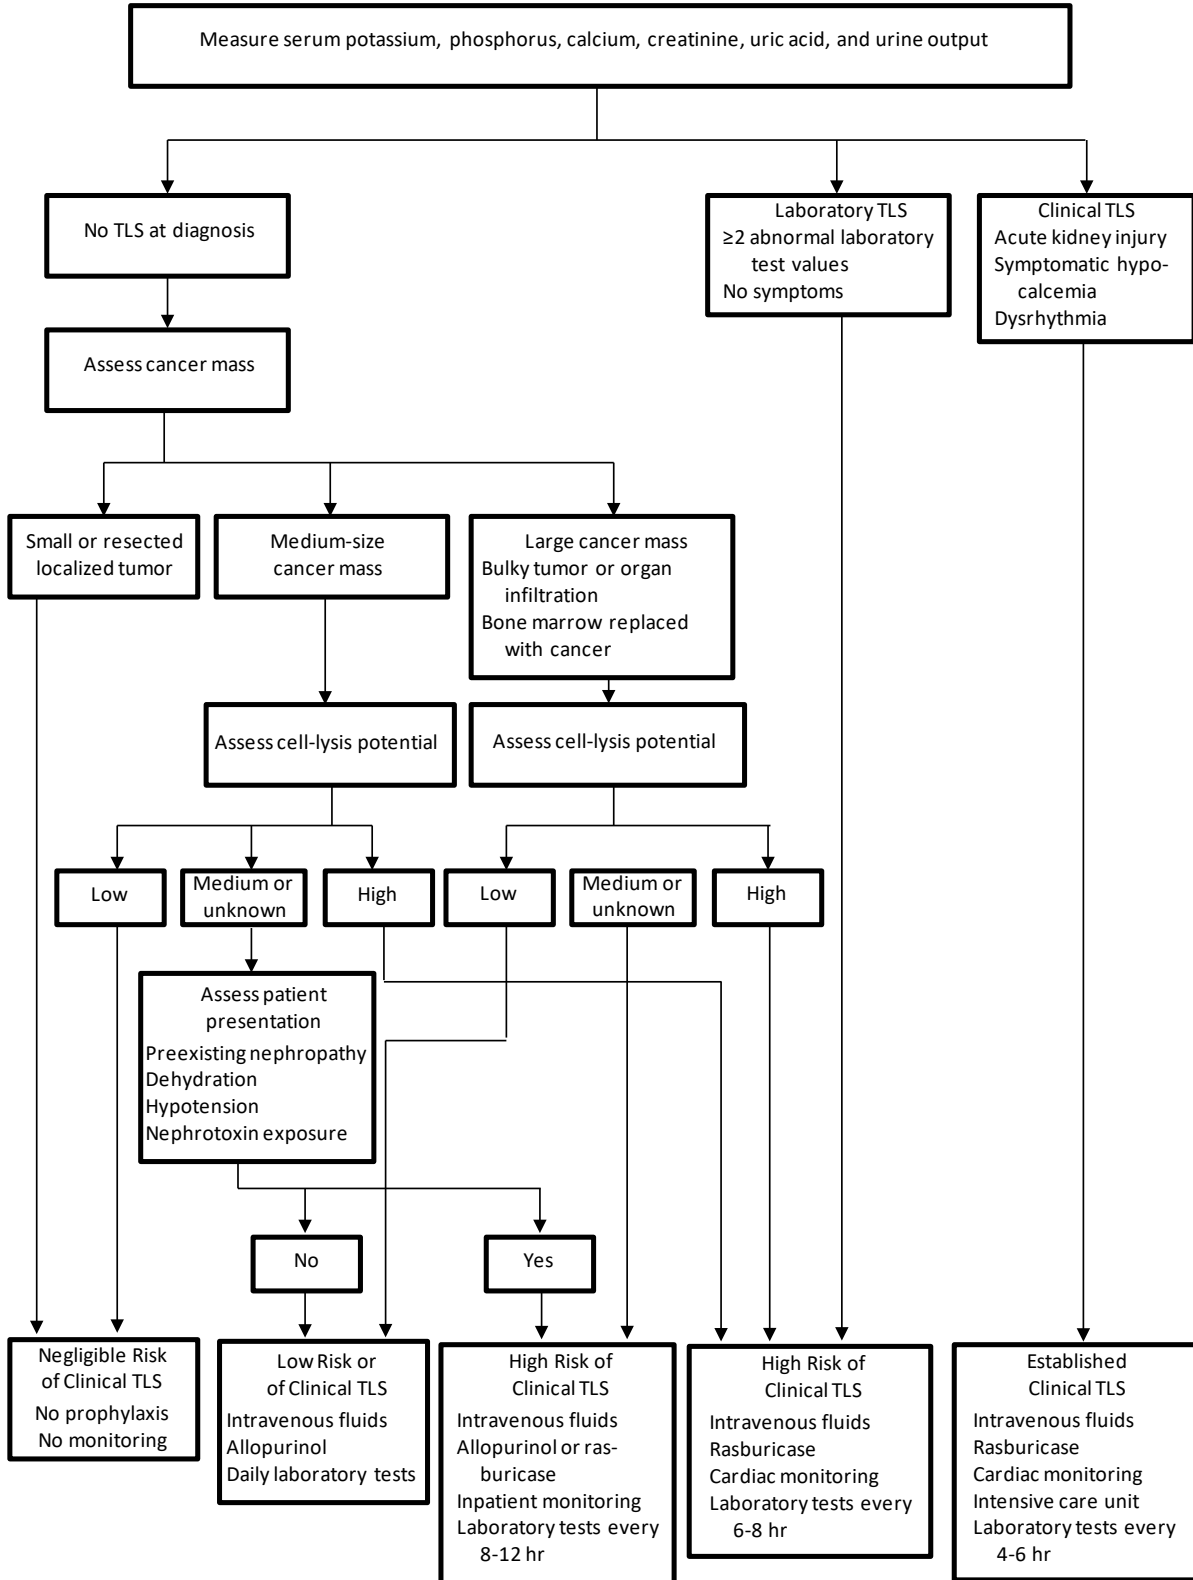 Measure serum potassium, phosphorus, calcium, creatinine, uric acid, and urine output
No TLS at diagnosis
Laboratory TLS
≥2 abnormal laboratory
test values
No symptoms
Clinical TLS
Acute kidney injury
Symptomatic hypo-
calcemia
Dysrhythmia
Assess cancer mass
Small or resected
localized tumor
Medium-size
cancer mass
Large cancer mass
Bulky tumor or organ
infiltration
Bone marrow replaced
with cancer
Assess cell-lysis potential
Assess cell-lysis potential
Low
Medium or
unknown
High
Low
Medium or
unknown
High
Assess patient
presentation
Preexisting nephropathy
Dehydration
Hypotension
Nephrotoxin exposure
No
Yes
Negligible Risk
of Clinical TLS
No prophylaxis
No monitoring
Low Risk or
of Clinical TLS
Intravenous fluids
Allopurinol
Daily laboratory tests
High Risk of
Clinical TLS
Intravenous fluids
Allopurinol or ras-
buricase
Inpatient monitoring
Laboratory tests every
8-12 hr
High Risk of
Clinical TLS
Intravenous fluids
Rasburicase
Cardiac monitoring
Laboratory tests every
6-8 hr
Established
Clinical TLS
Intravenous fluids
Rasburicase
Cardiac monitoring
Intensive care unit
Laboratory tests every
4-6 hr